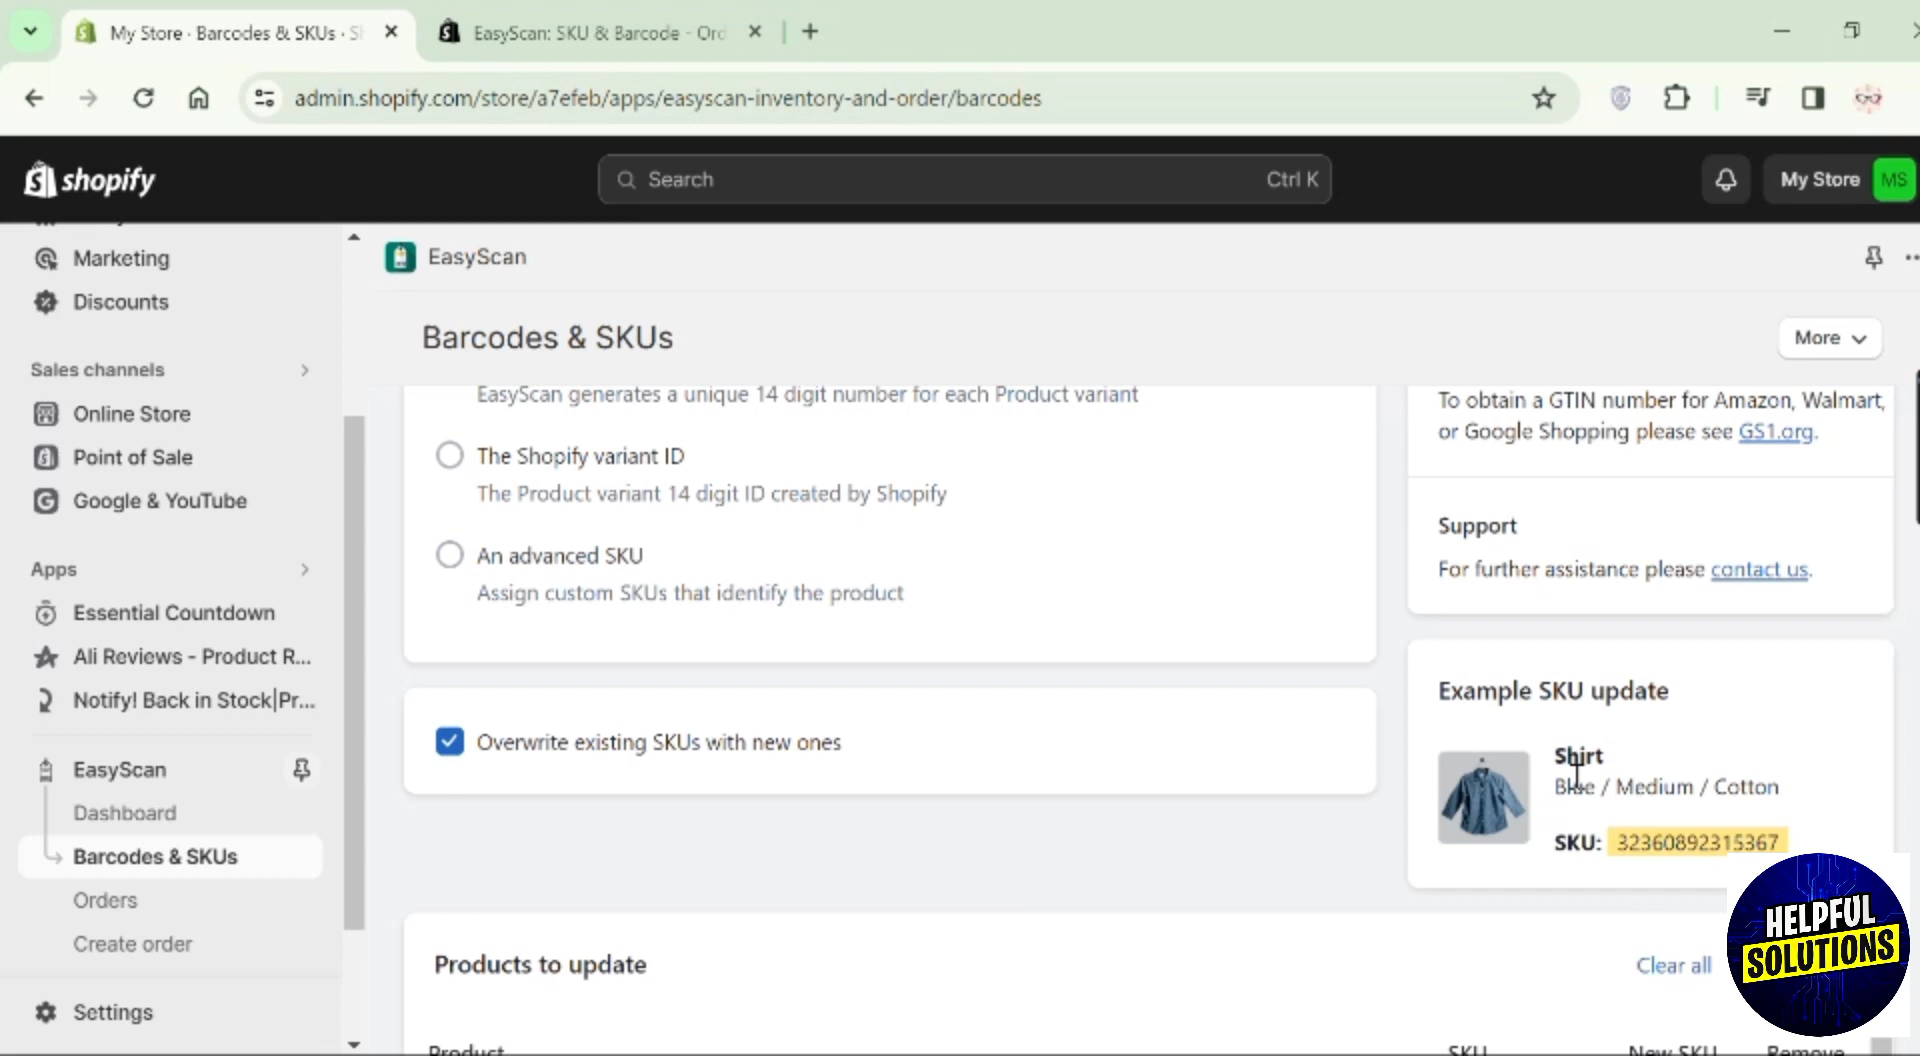 My Store · Barcodes & SKUs · S
EasyScan: SKU & Barcode - Ord
admin.shopify.com/store/a7efeb/apps/easyscan-inventory-and-order/barcodes
shopify
Search
Ctrl K
My Store
MS
Marketing
Discounts
Sales channels
Online Store
Point of Sale
Google & YouTube
Apps
Essential Countdown
Ali Reviews - Product R...
Notify! Back in Stock|Pr...
EasyScan
Dashboard
Barcodes & SKUs
Orders
Create order
Settings
EasyScan
Barcodes & SKUs
More
EasyScan generates a unique 14 digit number for each Product variant
The Shopify variant ID
The Product variant 14 digit ID created by Shopify
An advanced SKU
Assign custom SKUs that identify the product
Overwrite existing SKUs with new ones
To obtain a GTIN number for Amazon, Walmart,
or Google Shopping please see GS1.org.
Support
For further assistance please contact us.
Example SKU update
Shirt
Blue / Medium / Cotton
SKU: 32360892315367
Products to update
Clear all
Product
SKU
New SKU
Remove
HELPFUL
SOLUTIONS